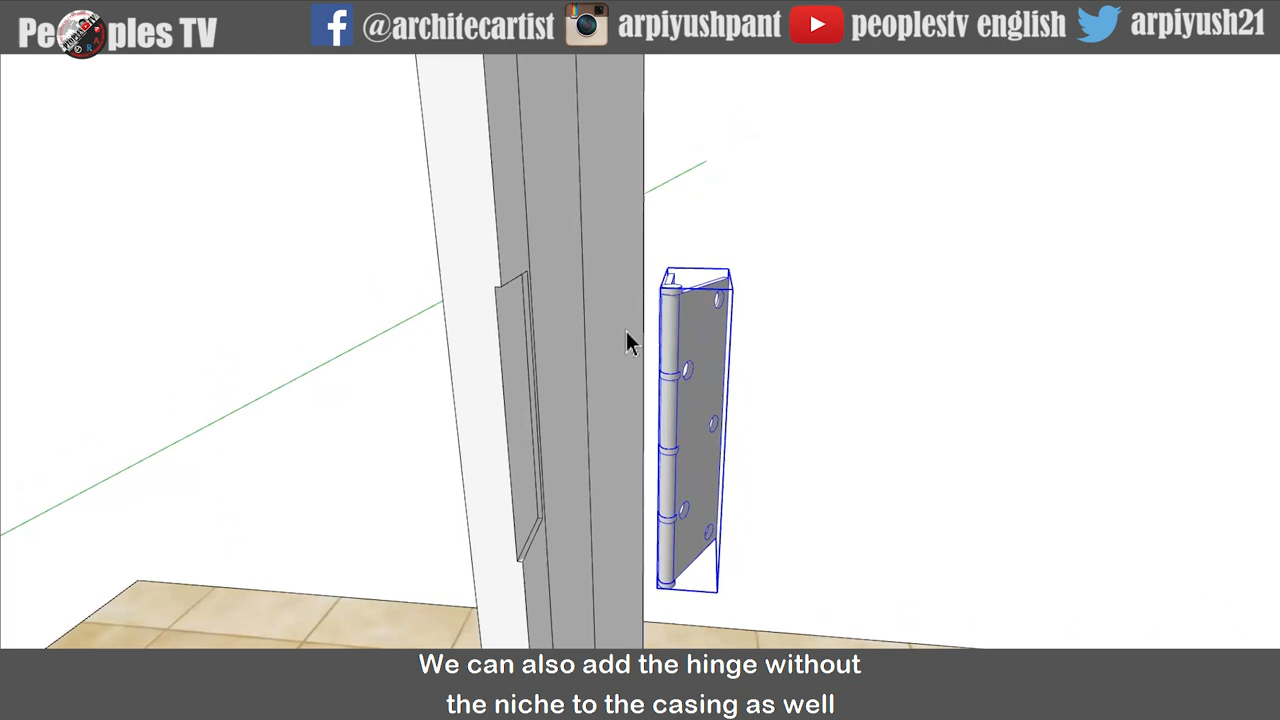 Peoples TV
@architecartist
arpiyushpant
peoplestv english
arpiyush21
We can also add the hinge without
the niche to the casing as well